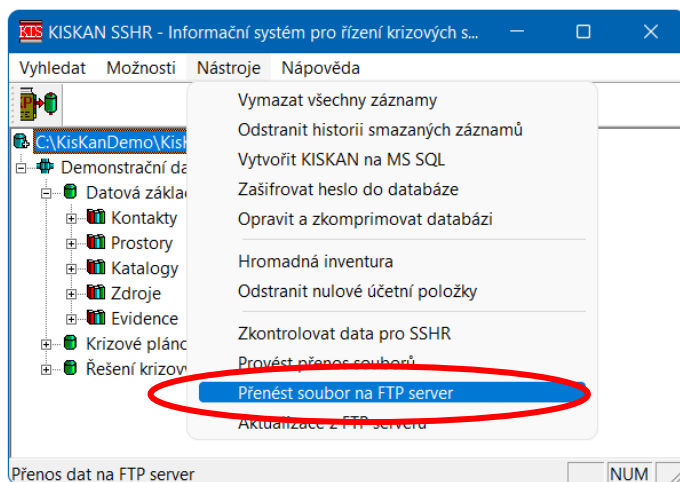 KIS KISKAN SSHR - Informační systém pro řízení krizových s...
Vyhledat Možnosti Nástroje Nápověda
Vymazat všechny záznamy
Odstranit historii smazaných záznamů
Vytvořit KISKAN na MS SQL
Zašifrovat heslo do databáze
Opravit a zkomprimovat databázi
Hromadná inventura
Odstranit nulové účetní položky
Zkontrolovat data pro SSHR
Provést přenos souborů
Přenést soubor na FTP server
Aktualizace z FTP serveru
C:\KisKanDemo\Kisk
Demonstrační da
Datová základ
Kontakty
Prostory
Katalogy
Zdroje
Evidence
Krizové pláno
Řešení krizový
Přenos dat na FTP server
NUM